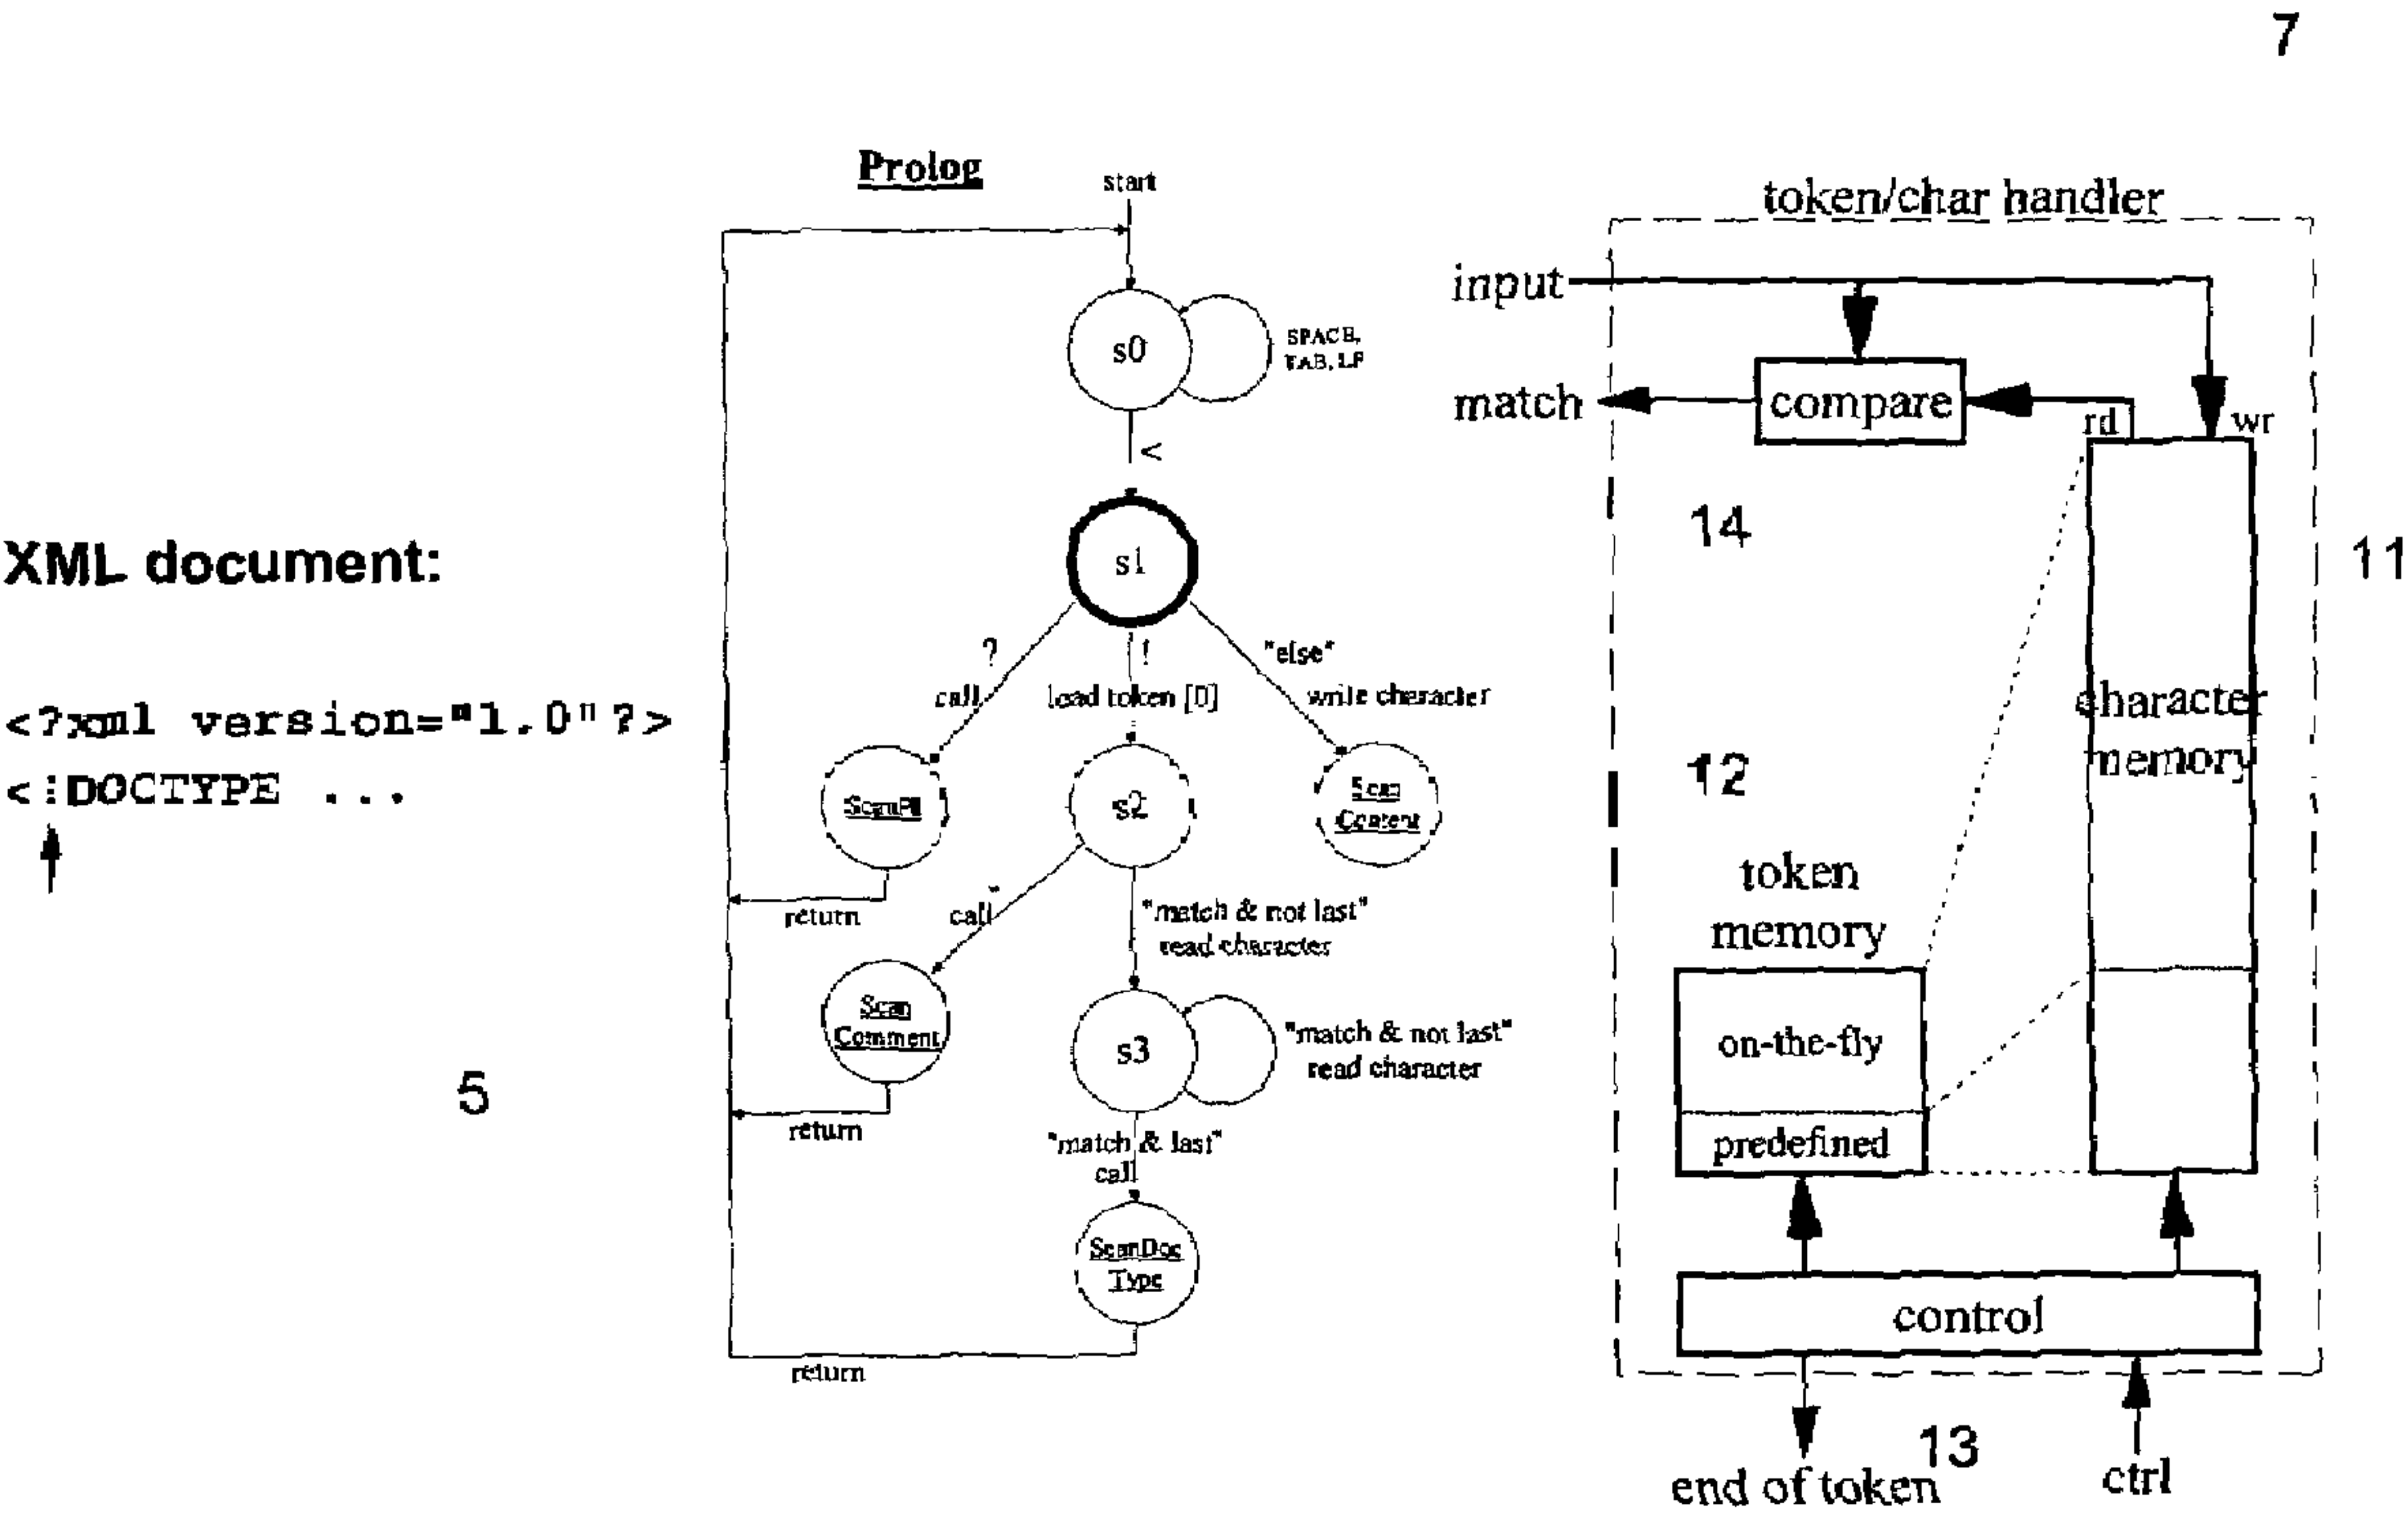 7
XML document:
<?xml version="1.0"?>
<!DOCTYPE ...
5
Prolog
start
s0
SPACE,
TAB, LF
<
s1
?
call
!
load token [0]
"else"
write character
ScanPI
s2
Scan
Content
return
call
"match & not last"
read character
Scan
Comment
s3
"match & not last"
read character
return
"match & last"
call
ScanDoc
Type
return
token/char handler
input
match
compare
rd
wr
14
11
character
memory
12
token
memory
on-the-fly
predefined
control
13
end of token
ctrl